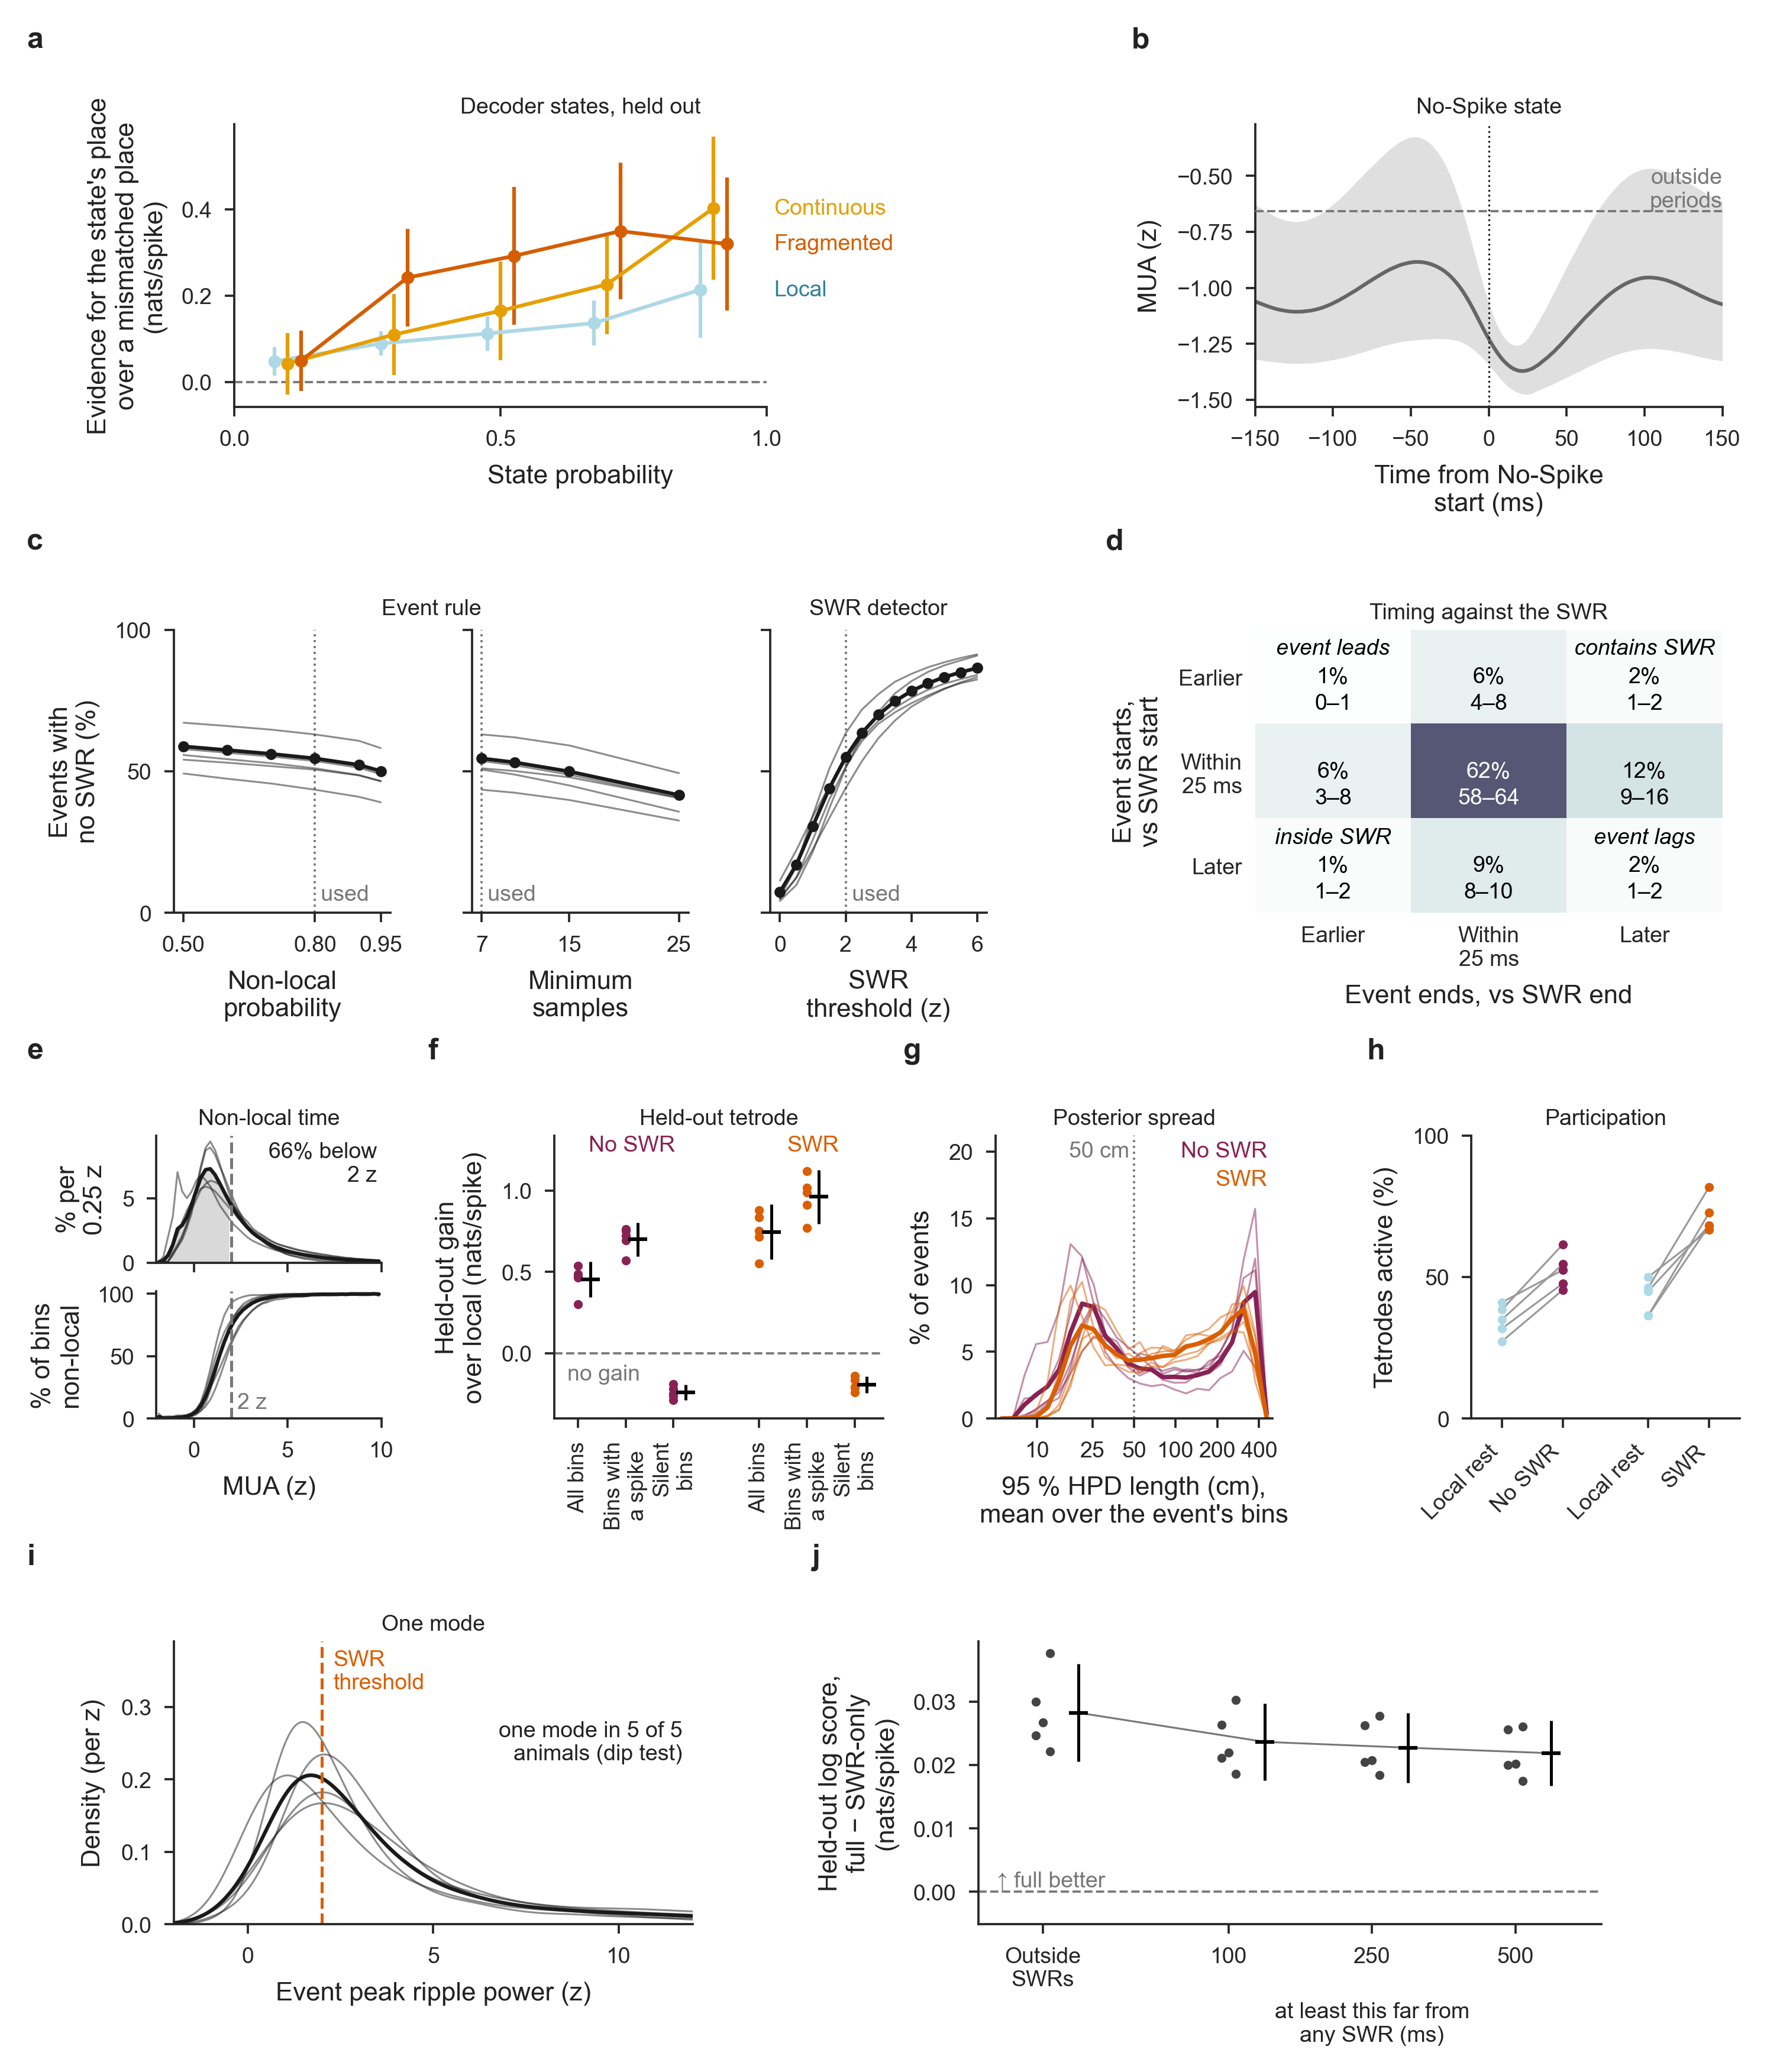 a
Decoder states, held out
Evidence for the state's place
over a mismatched place
(nats/spike)
0.4
0.2
0.0
0.0
0.5
1.0
State probability
Continuous
Fragmented
Local
b
No-Spike state
MUA (z)
−0.50
−0.75
−1.00
−1.25
−1.50
outside
periods
−150
−100
−50
0
50
100
150
Time from No-Spike
start (ms)
c
Event rule
SWR detector
Events with
no SWR (%)
100
50
0
used
used
used
0.50
0.80
0.95
7
15
25
0
2
4
6
Non-local
probability
Minimum
samples
SWR
threshold (z)
d
Timing against the SWR
Event starts,
vs SWR start
Earlier
event leads
1%
0–1
6%
4–8
contains SWR
2%
1–2
Within
25 ms
6%
3–8
62%
58–64
12%
9–16
Later
inside SWR
1%
1–2
9%
8–10
event lags
2%
1–2
Earlier
Within
25 ms
Later
Event ends, vs SWR end
e
Non-local time
66% below
2 z
% per
0.25 z
5
0
% of bins
non-local
100
50
0
2 z
0
5
10
MUA (z)
f
Held-out tetrode
No SWR
SWR
Held-out gain
over local (nats/spike)
1.0
0.5
0.0
no gain
All bins
Bins with
a spike
Silent
bins
All bins
Bins with
a spike
Silent
bins
g
Posterior spread
50 cm
No SWR
SWR
% of events
20
15
10
5
0
10
25
50
100
200
400
95 % HPD length (cm),
mean over the event's bins
h
Participation
Tetrodes active (%)
100
50
0
Local rest
No SWR
Local rest
SWR
i
One mode
SWR
threshold
one mode in 5 of 5
animals (dip test)
Density (per z)
0.3
0.2
0.1
0.0
0
5
10
Event peak ripple power (z)
j
Held-out log score,
full − SWR-only
(nats/spike)
0.03
0.02
0.01
0.00
↑ full better
Outside
SWRs
100
250
500
at least this far from
any SWR (ms)